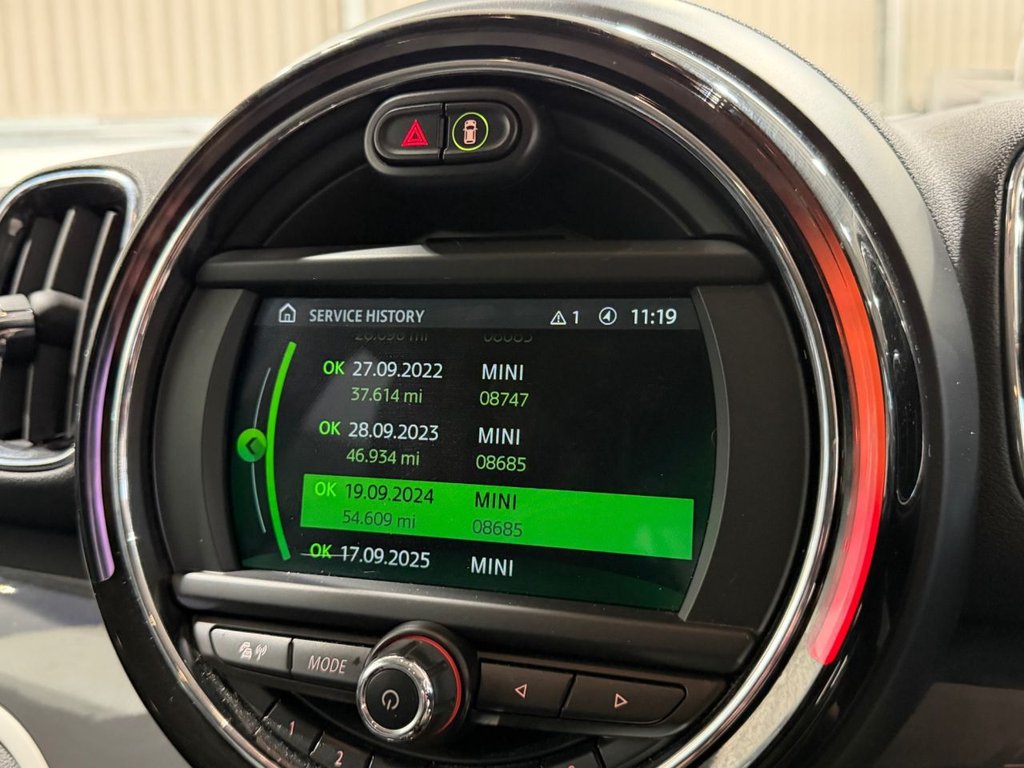 SERVICE HISTORY 1 11:19
OK 27.09.2022 MINI
37.614 mi 08747
OK 28.09.2023 MINI
46.934 mi 08685
OK 19.09.2024 MINI
54.609 mi 08685
OK 17.09.2025 MINI
MODE
1
2